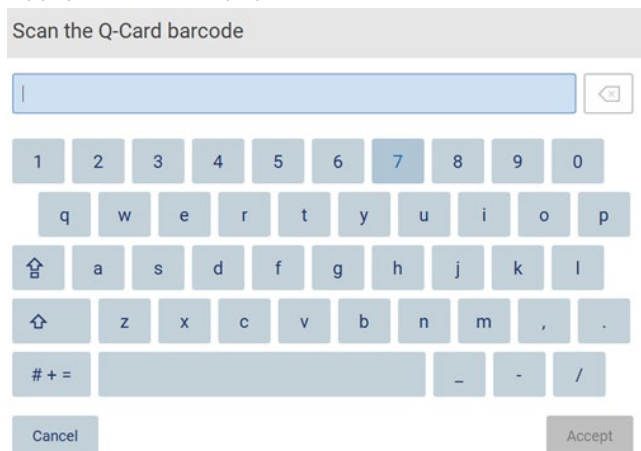 Scan the Q-Card barcode
1 2 3 4 5 6 7 8 9 0
q w e r t y u i o p
a s d f g h j k l
z x c v b n m , .
# + = _ - /
Cancel Accept